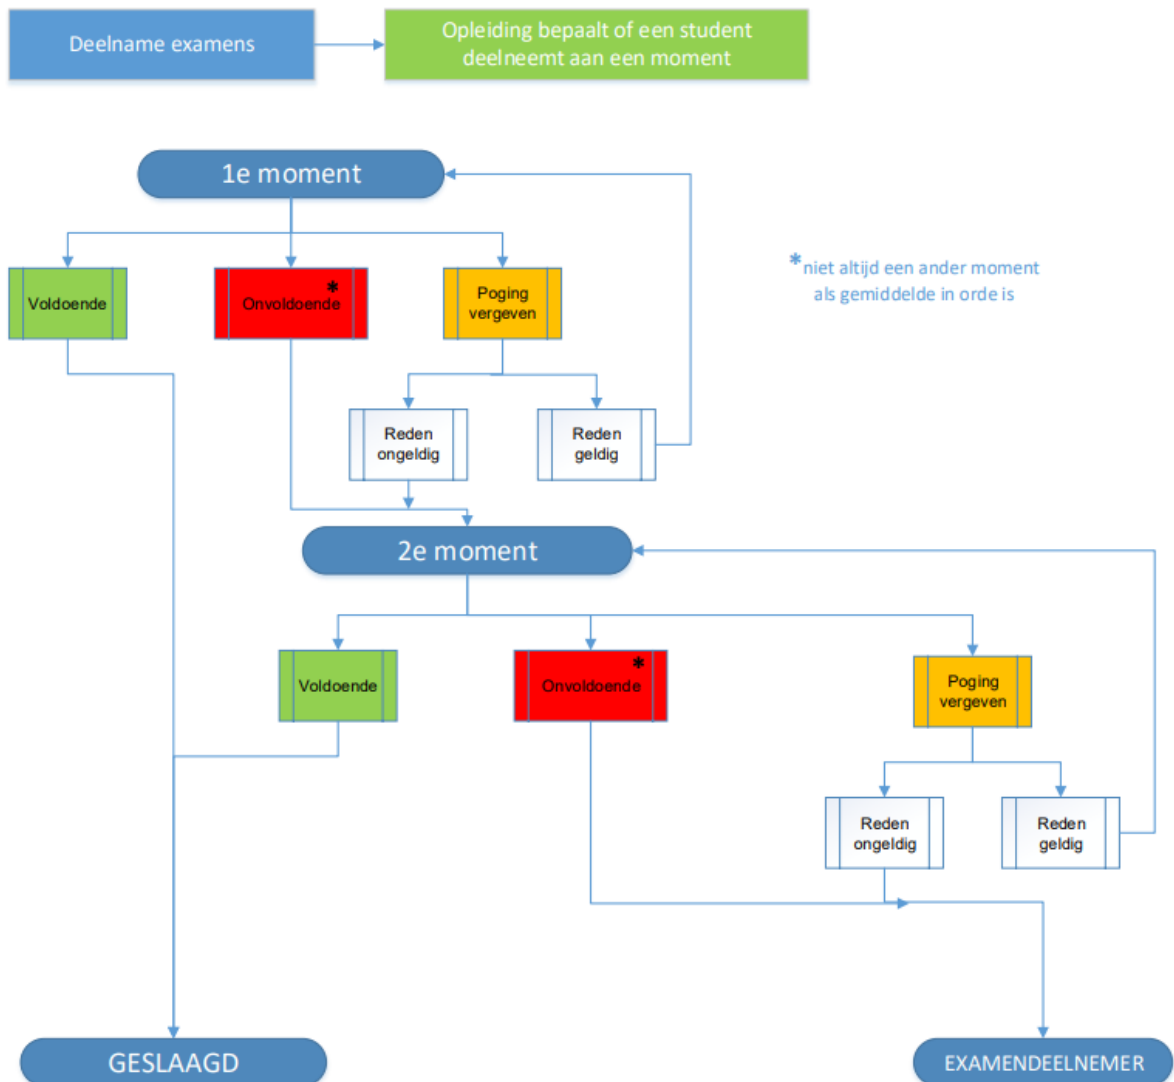 Deelname examens
Opleiding bepaalt of een student
deelneemt aan een moment
1e moment
*niet altijd een ander moment
als gemiddelde in orde is
Voldoende
*
Onvoldoende
Poging
vergeven
Reden
ongeldig
Reden
geldig
2e moment
Voldoende
*
Onvoldoende
Poging
vergeven
Reden
ongeldig
Reden
geldig
GESLAAGD
EXAMENDEELNEMER